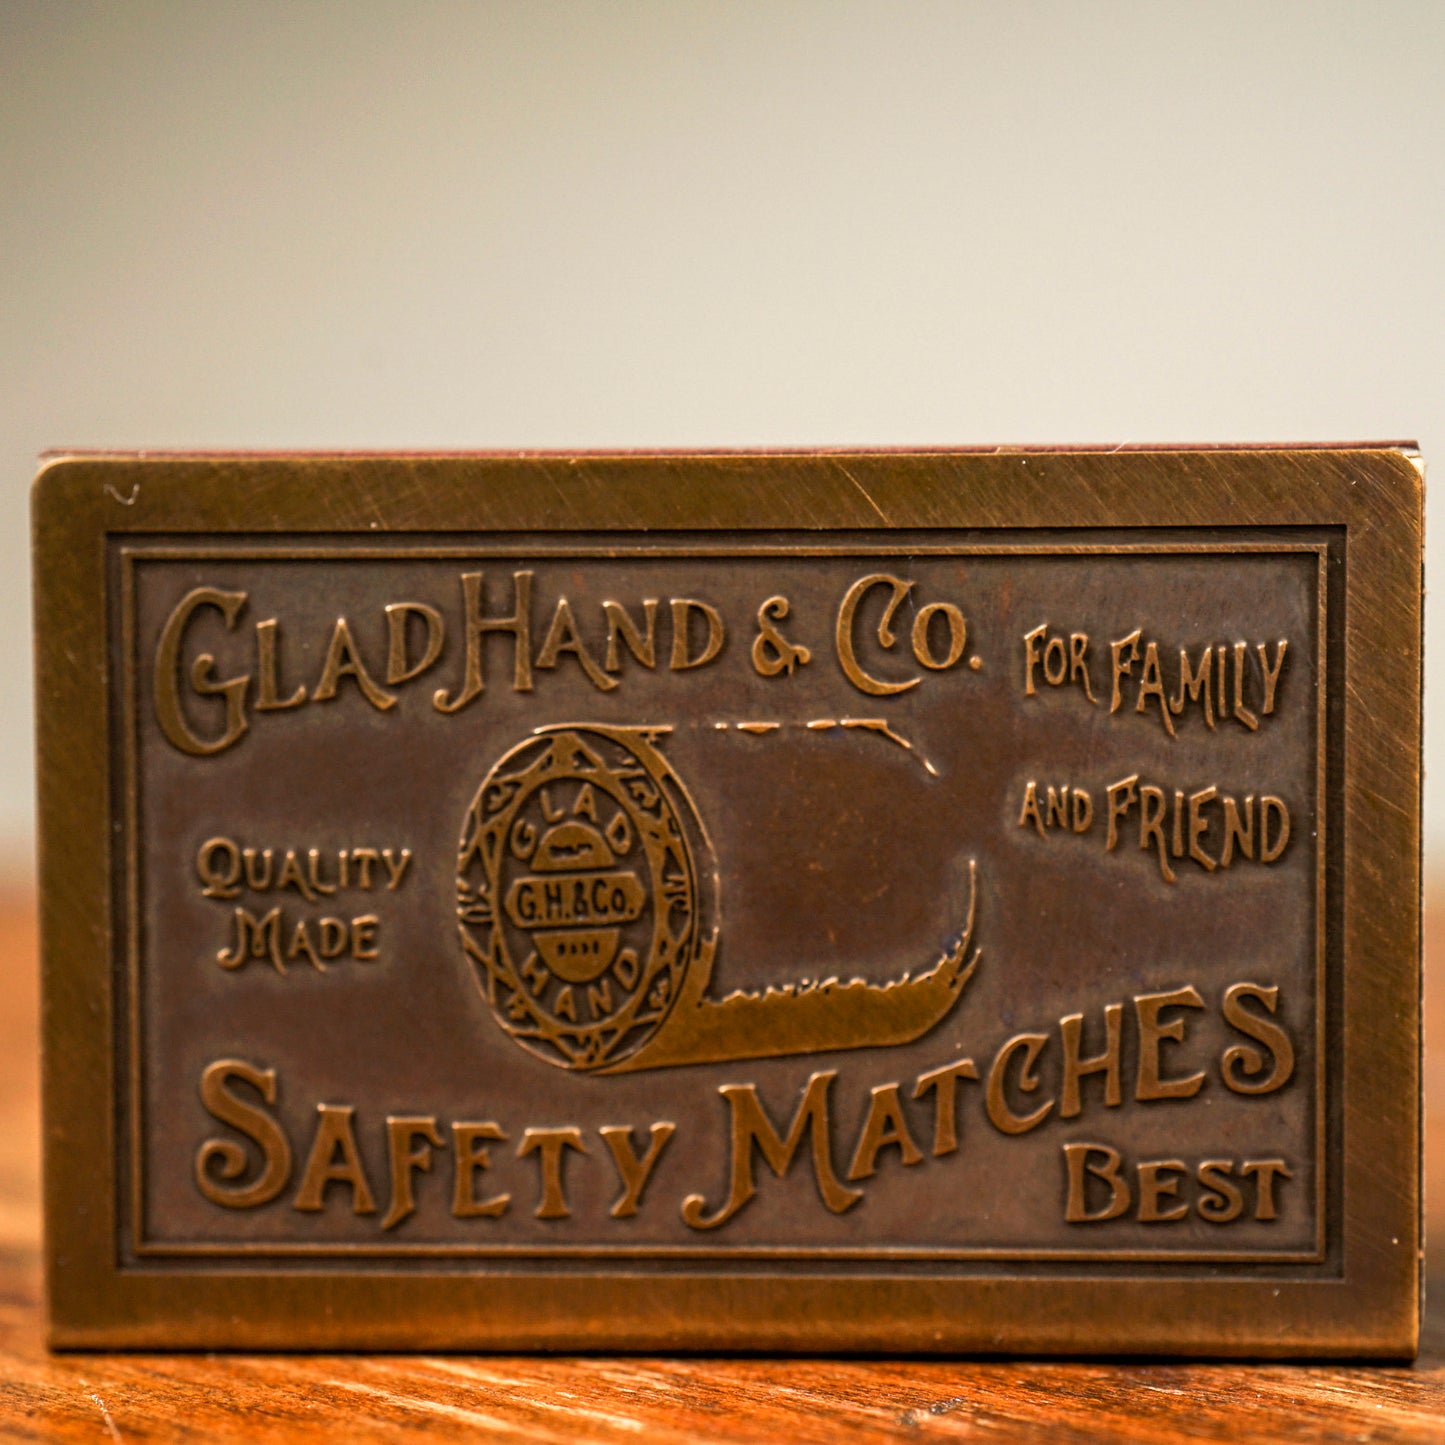 GLAD HAND & CO.
FOR FAMILY
AND FRIEND
QUALITY
MADE
GLAD
G.H.&CO.
HAND
SAFETY MATCHES
BEST